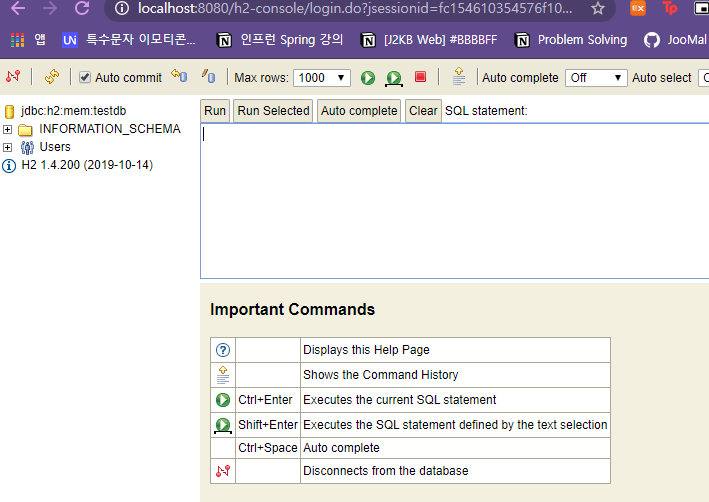 localhost:8080/h2-console/login.do?jsessionid=fc154610354576f10...
앱 UN 특수문자 이모티콘... 인프런 Spring 강의 [J2KB Web] #BBBBFF Problem Solving JooMal
Auto commit Max rows: 1000 Auto complete Off Auto select
jdbc:h2:mem:testdb
INFORMATION_SCHEMA
Users
H2 1.4.200 (2019-10-14)
Run Run Selected Auto complete Clear SQL statement:
Important Commands
Displays this Help Page
Shows the Command History
Ctrl+Enter Executes the current SQL statement
Shift+Enter Executes the SQL statement defined by the text selection
Ctrl+Space Auto complete
Disconnects from the database